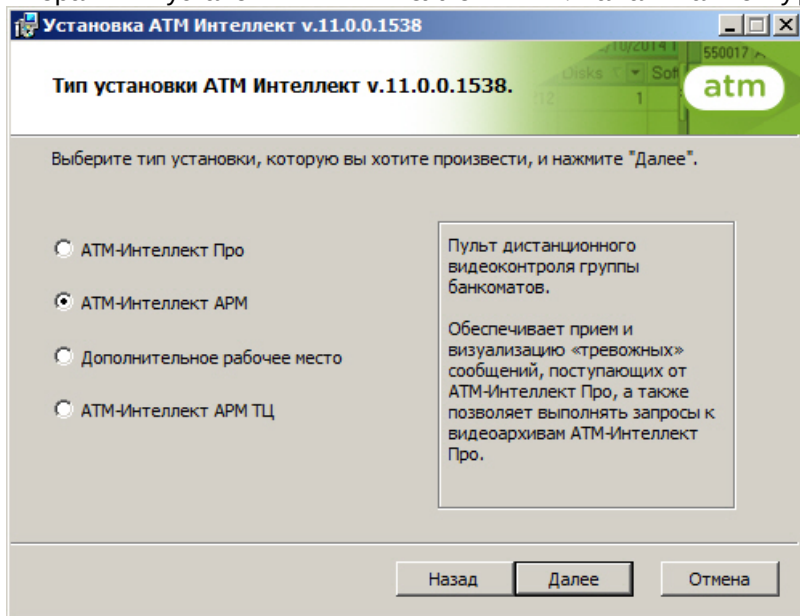 Установка АТМ Интеллект v.11.0.0.1538
550017
Тип установки АТМ Интеллект v.11.0.0.1538.
Disks
1
atm
Выберите тип установки, которую вы хотите произвести, и нажмите "Далее".
АТМ-Интеллект Про
АТМ-Интеллект АРМ
Дополнительное рабочее место
АТМ-Интеллект АРМ ТЦ
Пульт дистанционного
видеоконтроля группы
банкоматов.
Обеспечивает прием и
визуализацию «тревожных»
сообщений, поступающих от
АТМ-Интеллект Про, а также
позволяет выполнять запросы к
видеоархивам АТМ-Интеллект
Про.
Назад
Далее
Отмена